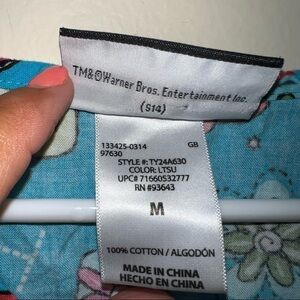 TM&©Warner Bros. Entertainment Inc.
(S14)
133425-0314 GB
97630
STYLE #: TY24A630
COLOR: LTSU
UPC# 71660532777
RN #93643
M
100% COTTON / ALGODÓN
MADE IN CHINA
HECHO EN CHINA